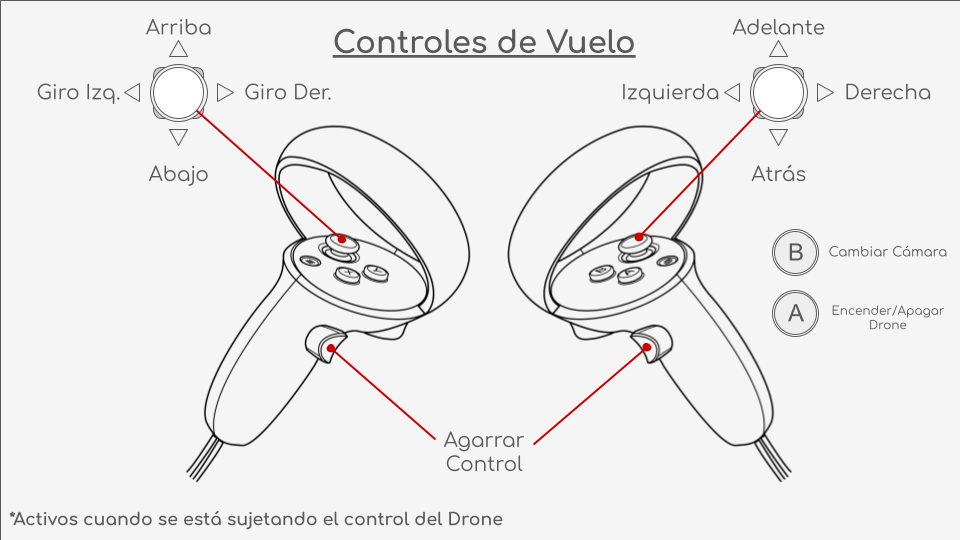 Controles de Vuelo
Arriba
Giro Izq.
Giro Der.
Abajo
Adelante
Izquierda
Derecha
Atrás
B
Cambiar Cámara
A
Encender/Apagar
Drone
Agarrar
Control
*Activos cuando se está sujetando el control del Drone